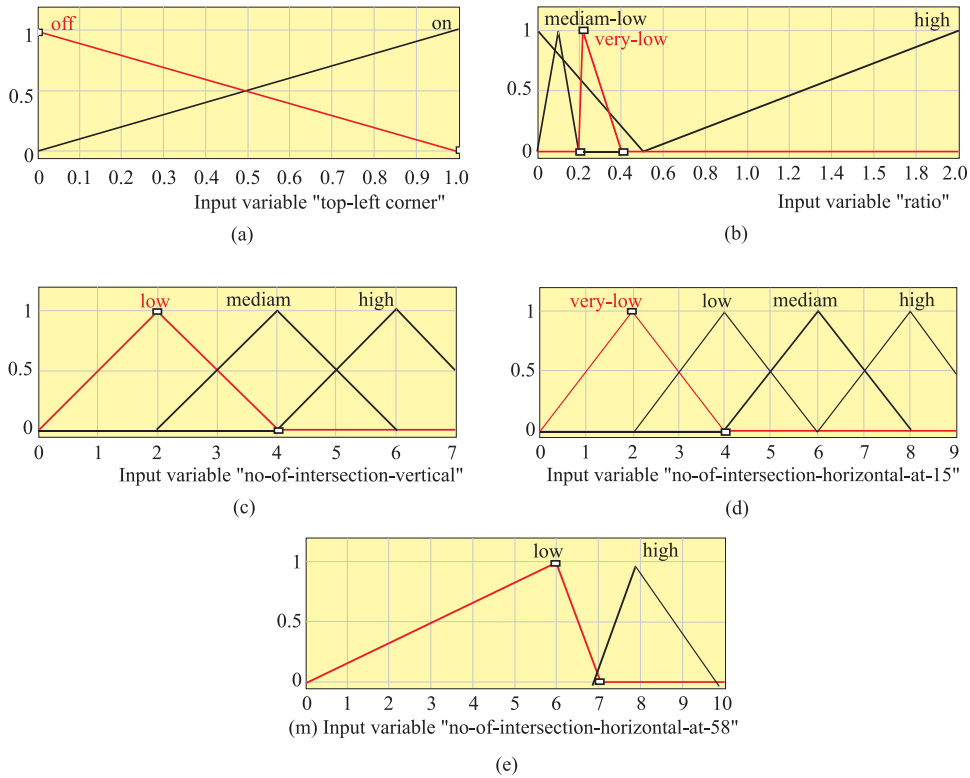 off
on
1
0.5
0
0 0.1 0.2 0.3 0.4 0.5 0.6 0.7 0.8 0.9 1.0
Input variable "top-left corner"
(a)
mediam-low
very-low
high
1
0.5
0
0 0.2 0.4 0.6 0.8 1.0 1.2 1.4 1.6 1.8 2.0
Input variable "ratio"
(b)
low
mediam
high
1
0.5
0
0 1 2 3 4 5 6 7
Input variable "no-of-intersection-vertical"
(c)
very-low
low
mediam
high
1
0.5
0
0 1 2 3 4 5 6 7 8 9
Input variable "no-of-intersection-horizontal-at-15"
(d)
low
high
1
0.5
0
0 1 2 3 4 5 6 7 8 9 10
(m) Input variable "no-of-intersection-horizontal-at-58"
(e)